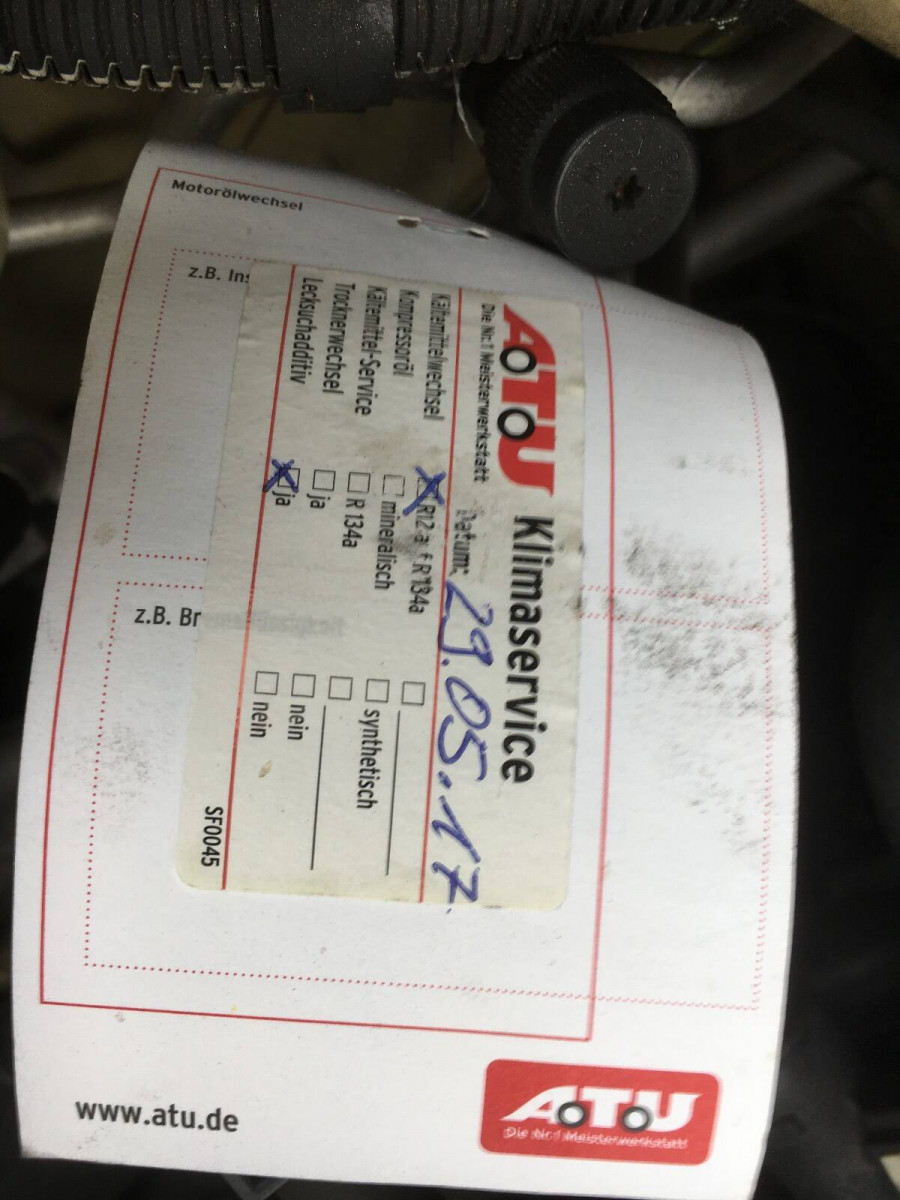 Motorölwechsel
z.B. Ins
z.B. Br
ATU Klimaservice
Die Nr.1 Meisterwerkstatt Datum: 29.05.17
Kältemittelwechsel R12 auf R134a
Kompressoröl mineralisch synthetisch
Kältemittel-Service R 134a
Trocknerwechsel ja nein
Lecksuchadditiv ja nein
SF0045
www.atu.de
ATU
Die Nr.1 Meisterwerkstatt